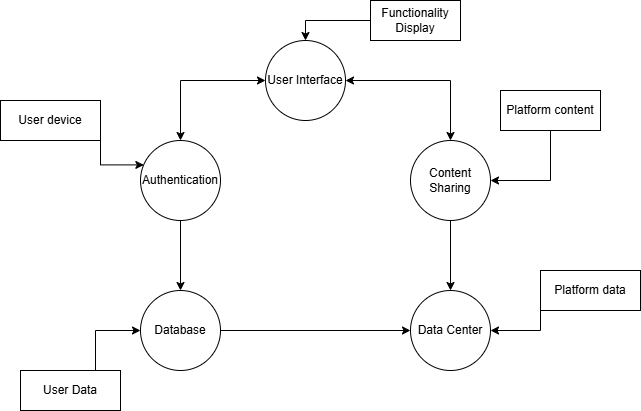 Functionality
Display
User Interface
User device
Platform content
Authentication
Content
Sharing
Platform data
Database
Data Center
User Data